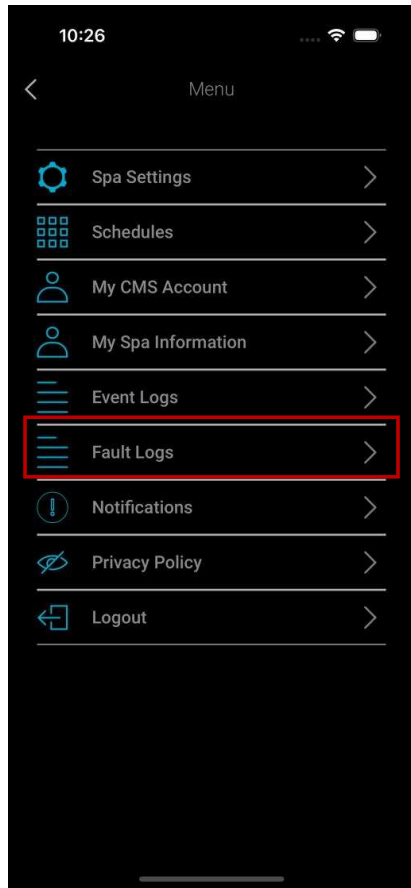 10:26
Menu
Spa Settings
Schedules
My CMS Account
My Spa Information
Event Logs
Fault Logs
Notifications
Privacy Policy
Logout